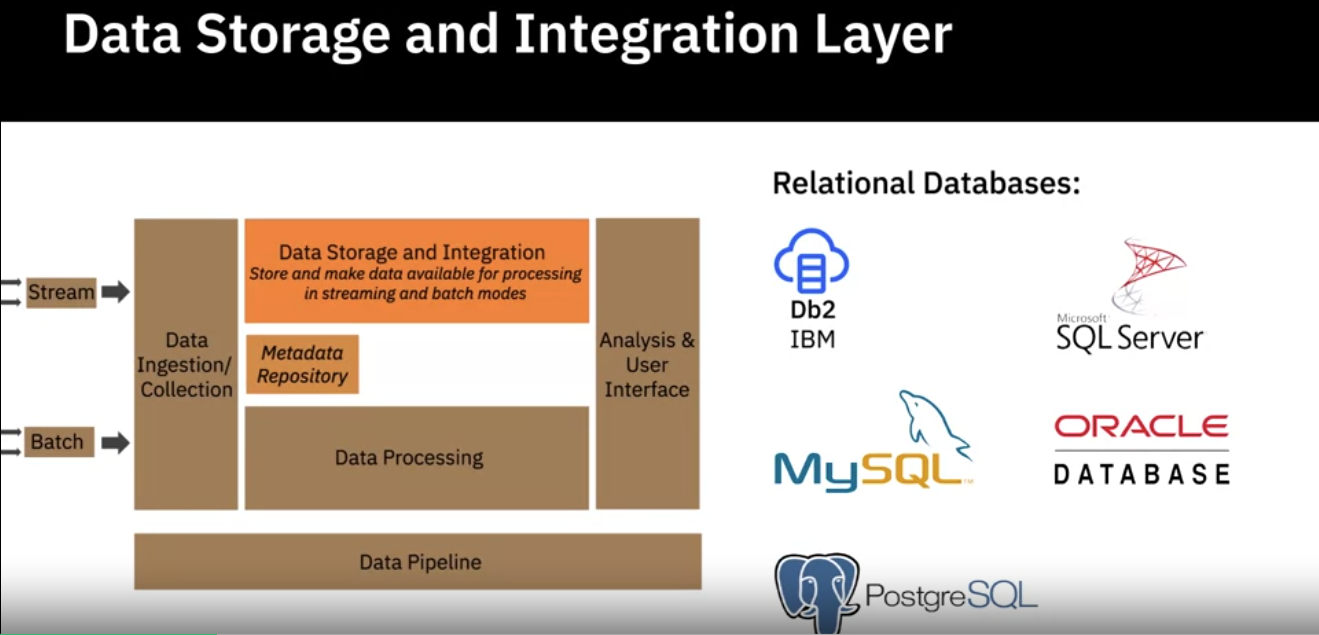 Data Storage and Integration Layer
Relational Databases:
Stream
Batch
Data
Ingestion/
Collection
Data Storage and Integration
Store and make data available for processing
in streaming and batch modes
Metadata
Repository
Data Processing
Analysis &
User
Interface
Data Pipeline
Db2
IBM
Microsoft®
SQL Server
MySQL™
ORACLE
DATABASE
PostgreSQL